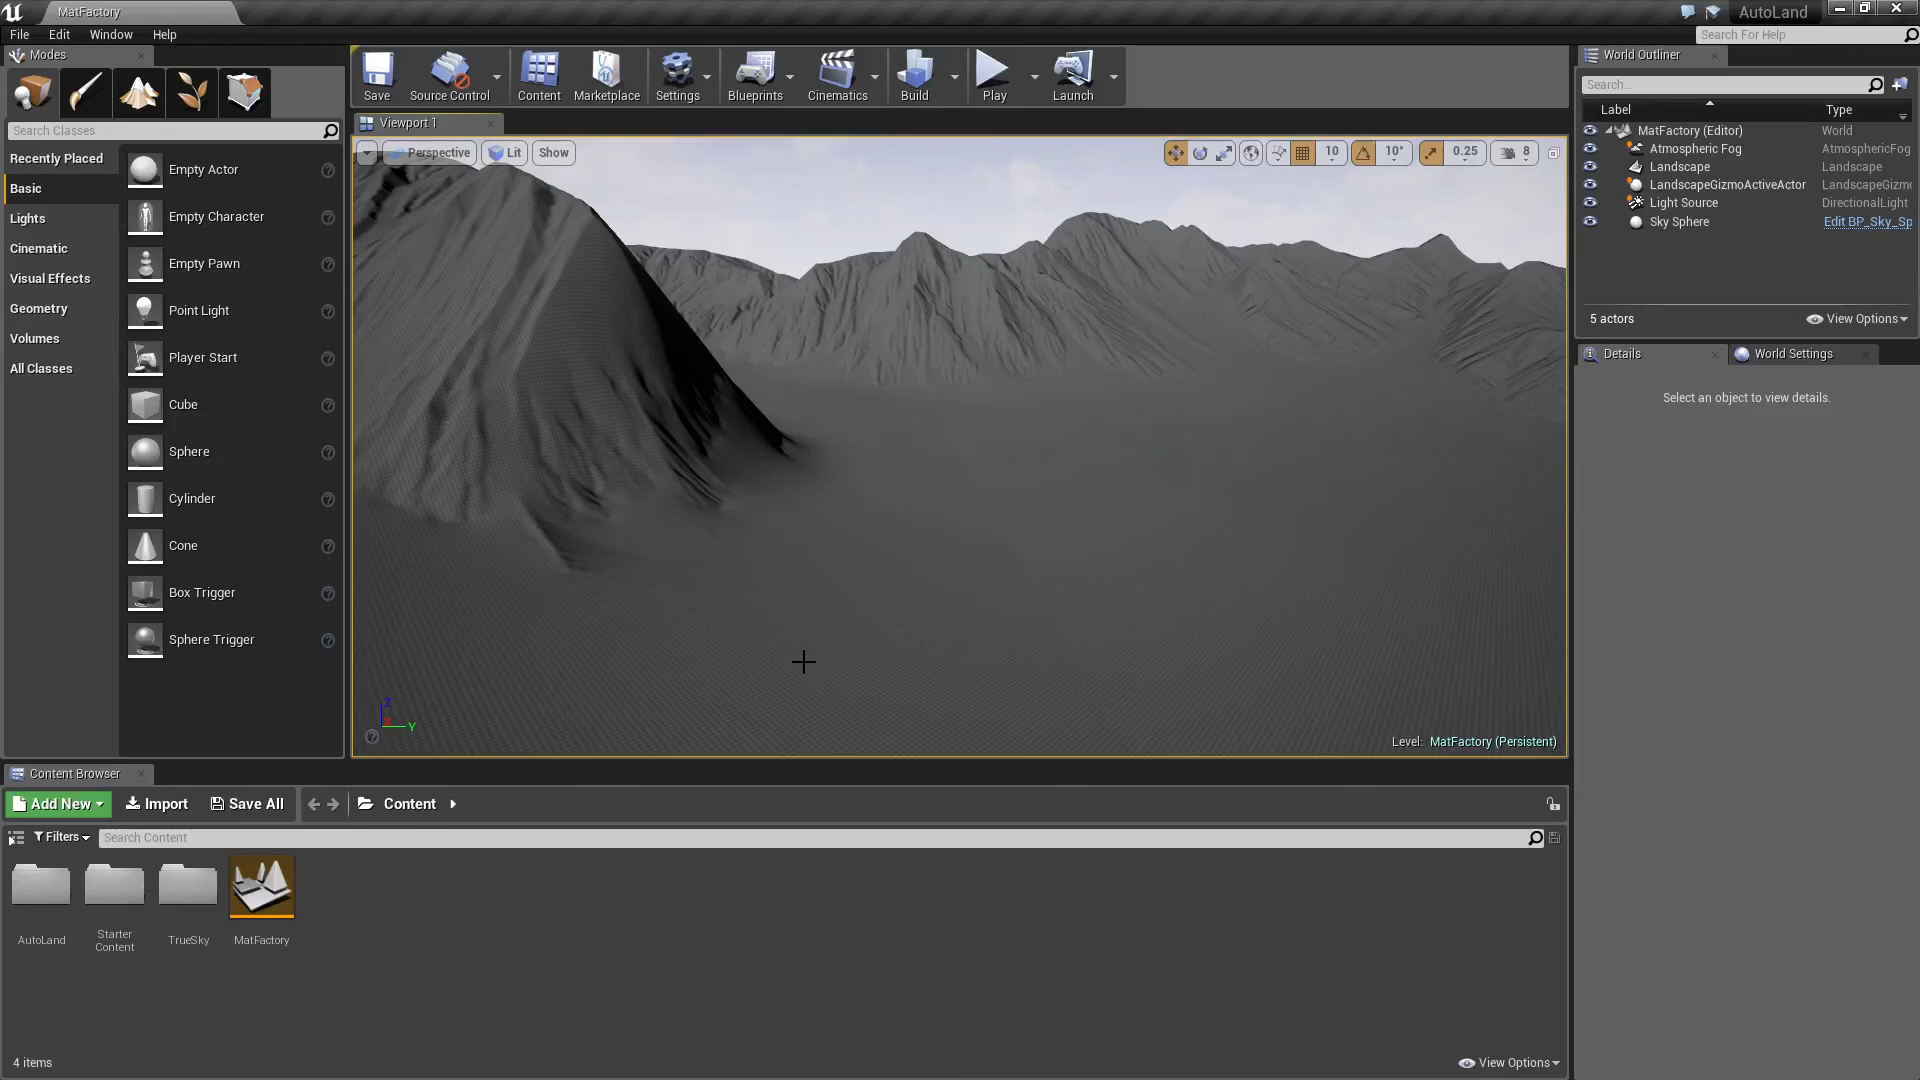 MatFactory
AutoLand
File Edit Window Help
Search For Help
Modes
Search Classes
Recently Placed
Basic
Lights
Cinematic
Visual Effects
Geometry
Volumes
All Classes
Empty Actor
Empty Character
Empty Pawn
Point Light
Player Start
Cube
Sphere
Cylinder
Cone
Box Trigger
Sphere Trigger
Save Source Control Content Marketplace Settings Blueprints Cinematics Build Play Launch
Viewport 1
Perspective Lit Show
10 10° 0.25 8
Z
Y
Level: MatFactory (Persistent)
World Outliner
Search...
Label Type
MatFactory (Editor) World
Atmospheric Fog AtmosphericFog
Landscape Landscape
LandscapeGizmoActiveActor LandscapeGizmo
Light Source DirectionalLight
Sky Sphere Edit BP_Sky_Sp
5 actors View Options
Details World Settings
Select an object to view details.
Content Browser
Add New Import Save All Content
Filters Search Content
AutoLand
Starter
Content
TrueSky
MatFactory
4 items View Options